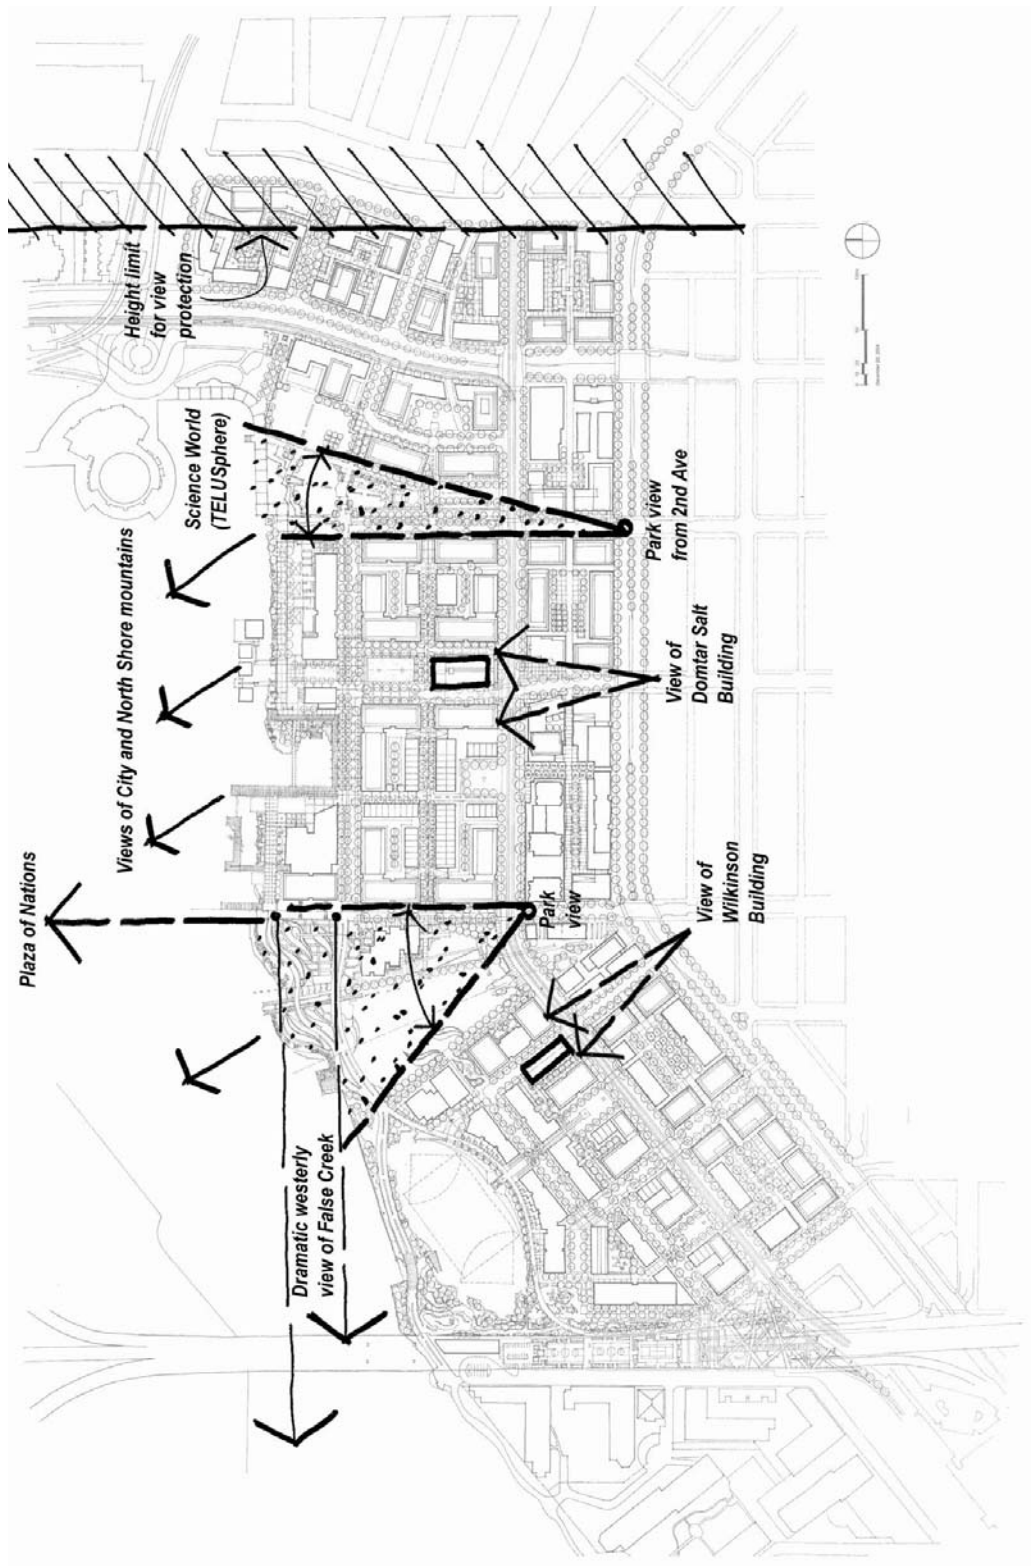 Plaza of Nations
Views of City and North Shore mountains
Height limit
for view
protection
Science World
(TELUSphere)
Dramatic westerly
view of False Creek
Park
view
Park view
from 2nd Ave
View of
Domtar Salt
Building
View of
Wilkinson
Building